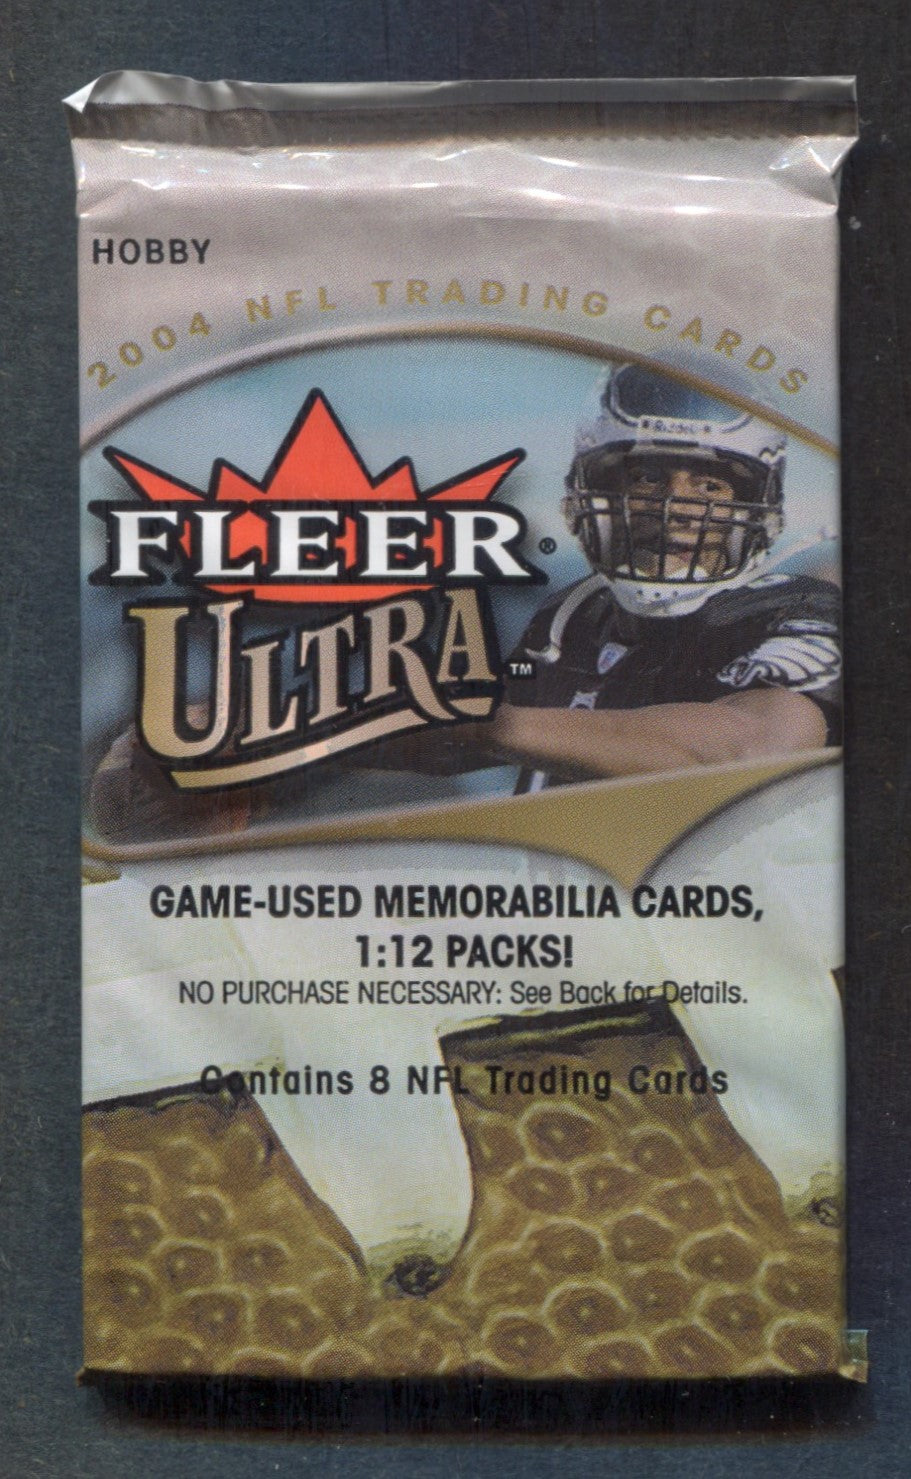 HOBBY
2004 NFL TRADING CARDS
Riddell
FLEER®
ULTRA™
GAME-USED MEMORABILIA CARDS,
1:12 PACKS!
NO PURCHASE NECESSARY: See Back for Details.
Contains 8 NFL Trading Cards